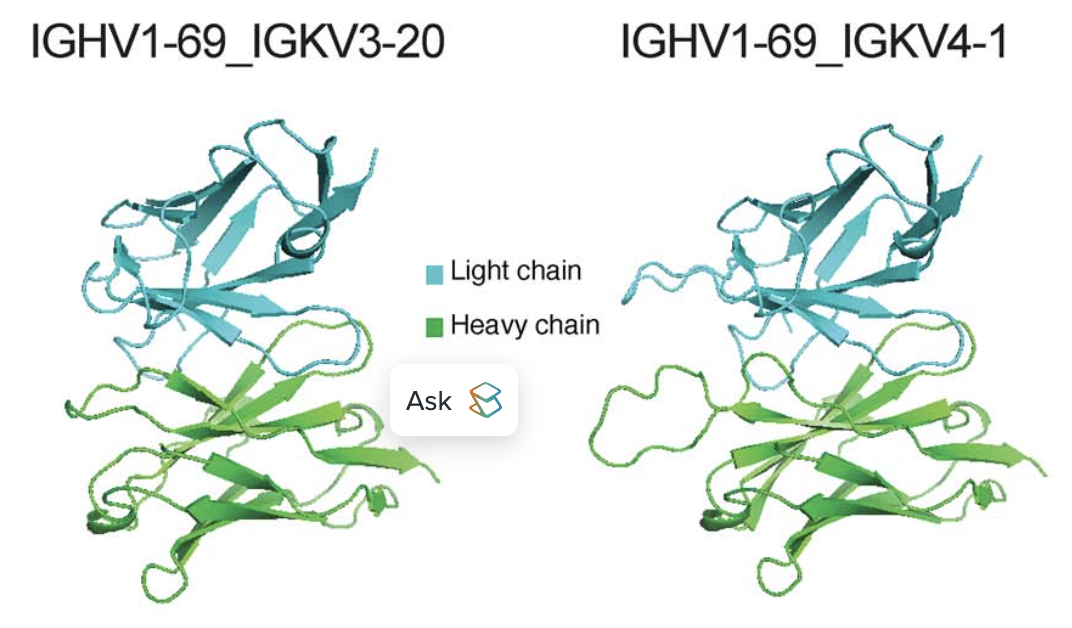 IGHV1-69_IGKV3-20
IGHV1-69_IGKV4-1
Light chain
Heavy chain
Ask